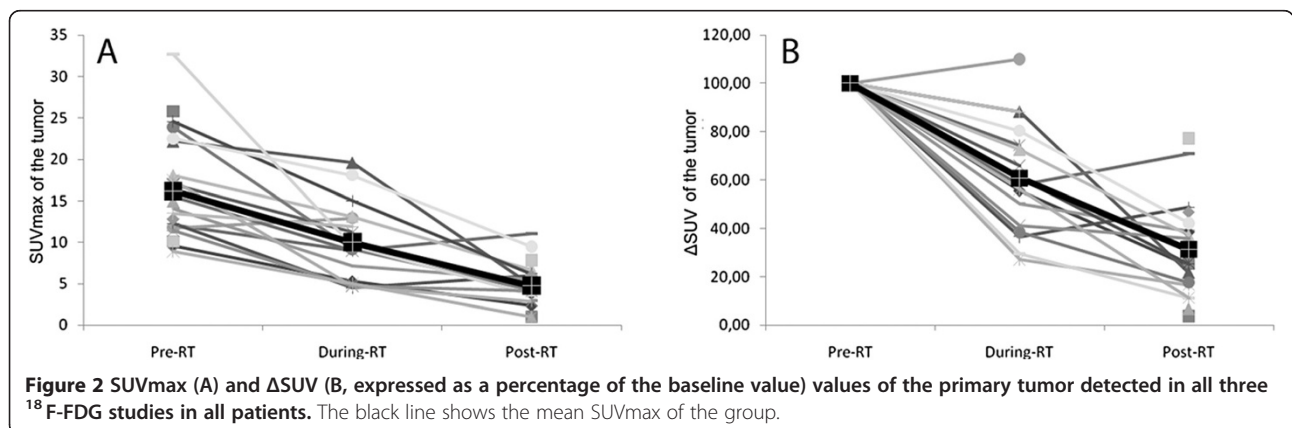 A
SUVmax of the tumor
35
30
25
20
15
10
5
0
Pre-RT
During-RT
Post-RT
B
ΔSUV of the tumor
120,00
100,00
80,00
60,00
40,00
20,00
0,00
Pre-RT
During-RT
Post-RT
Figure 2 SUVmax (A) and ΔSUV (B, expressed as a percentage of the baseline value) values of the primary tumor detected in all three
¹⁸F-FDG studies in all patients. The black line shows the mean SUVmax of the group.